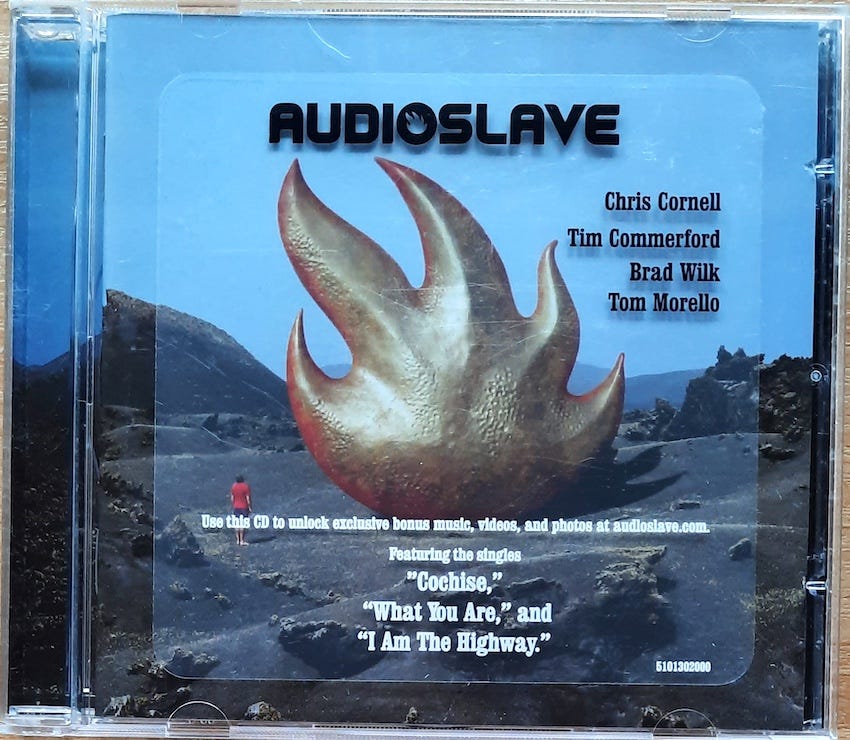 AUDIOSLAVE
Chris Cornell
Tim Commerford
Brad Wilk
Tom Morello
Use this CD to unlock exclusive bonus music, videos, and photos at audioslave.com.
Featuring the singles
”Cochise,”
“What You Are,” and
“I Am The Highway.”
5101302000